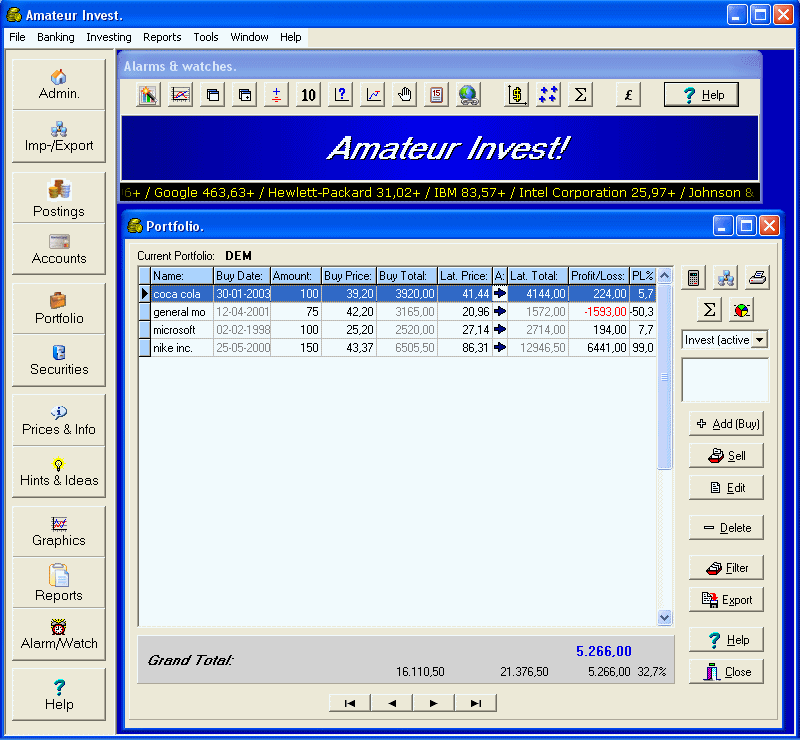 Amateur Invest.
File Banking Investing Reports Tools Window Help
Admin.
Imp-/Export
Postings
Accounts
Portfolio
Securities
Prices & Info
Hints & Ideas
Graphics
Reports
Alarm/Watch
Help
Alarms & watches.
10 15 $ Σ £ Help
Amateur Invest!
6+ / Google 463,63+ / Hewlett-Packard 31,02+ / IBM 83,57+ / Intel Corporation 25,97+ / Johnson &
Portfolio.
Current Portfolio: DEM
Name: Buy Date: Amount: Buy Price: Buy Total: Lat. Price: A: Lat. Total: Profit/Loss: PL%
coca cola 30-01-2003 100 39,20 3920,00 41,44 4144,00 224,00 5,7
general mo 12-04-2001 75 42,20 3165,00 20,96 1572,00 -1593,00 -50,3
microsoft 02-02-1998 100 25,20 2520,00 27,14 2714,00 194,00 7,7
nike inc. 25-05-2000 150 43,37 6505,50 86,31 12946,50 6441,00 99,0
Σ
Invest (active
Add (Buy)
Sell
Edit
Delete
Filter
Export
Help
Close
5.266,00
Grand Total:
16.110,50 21.376,50 5.266,00 32,7%